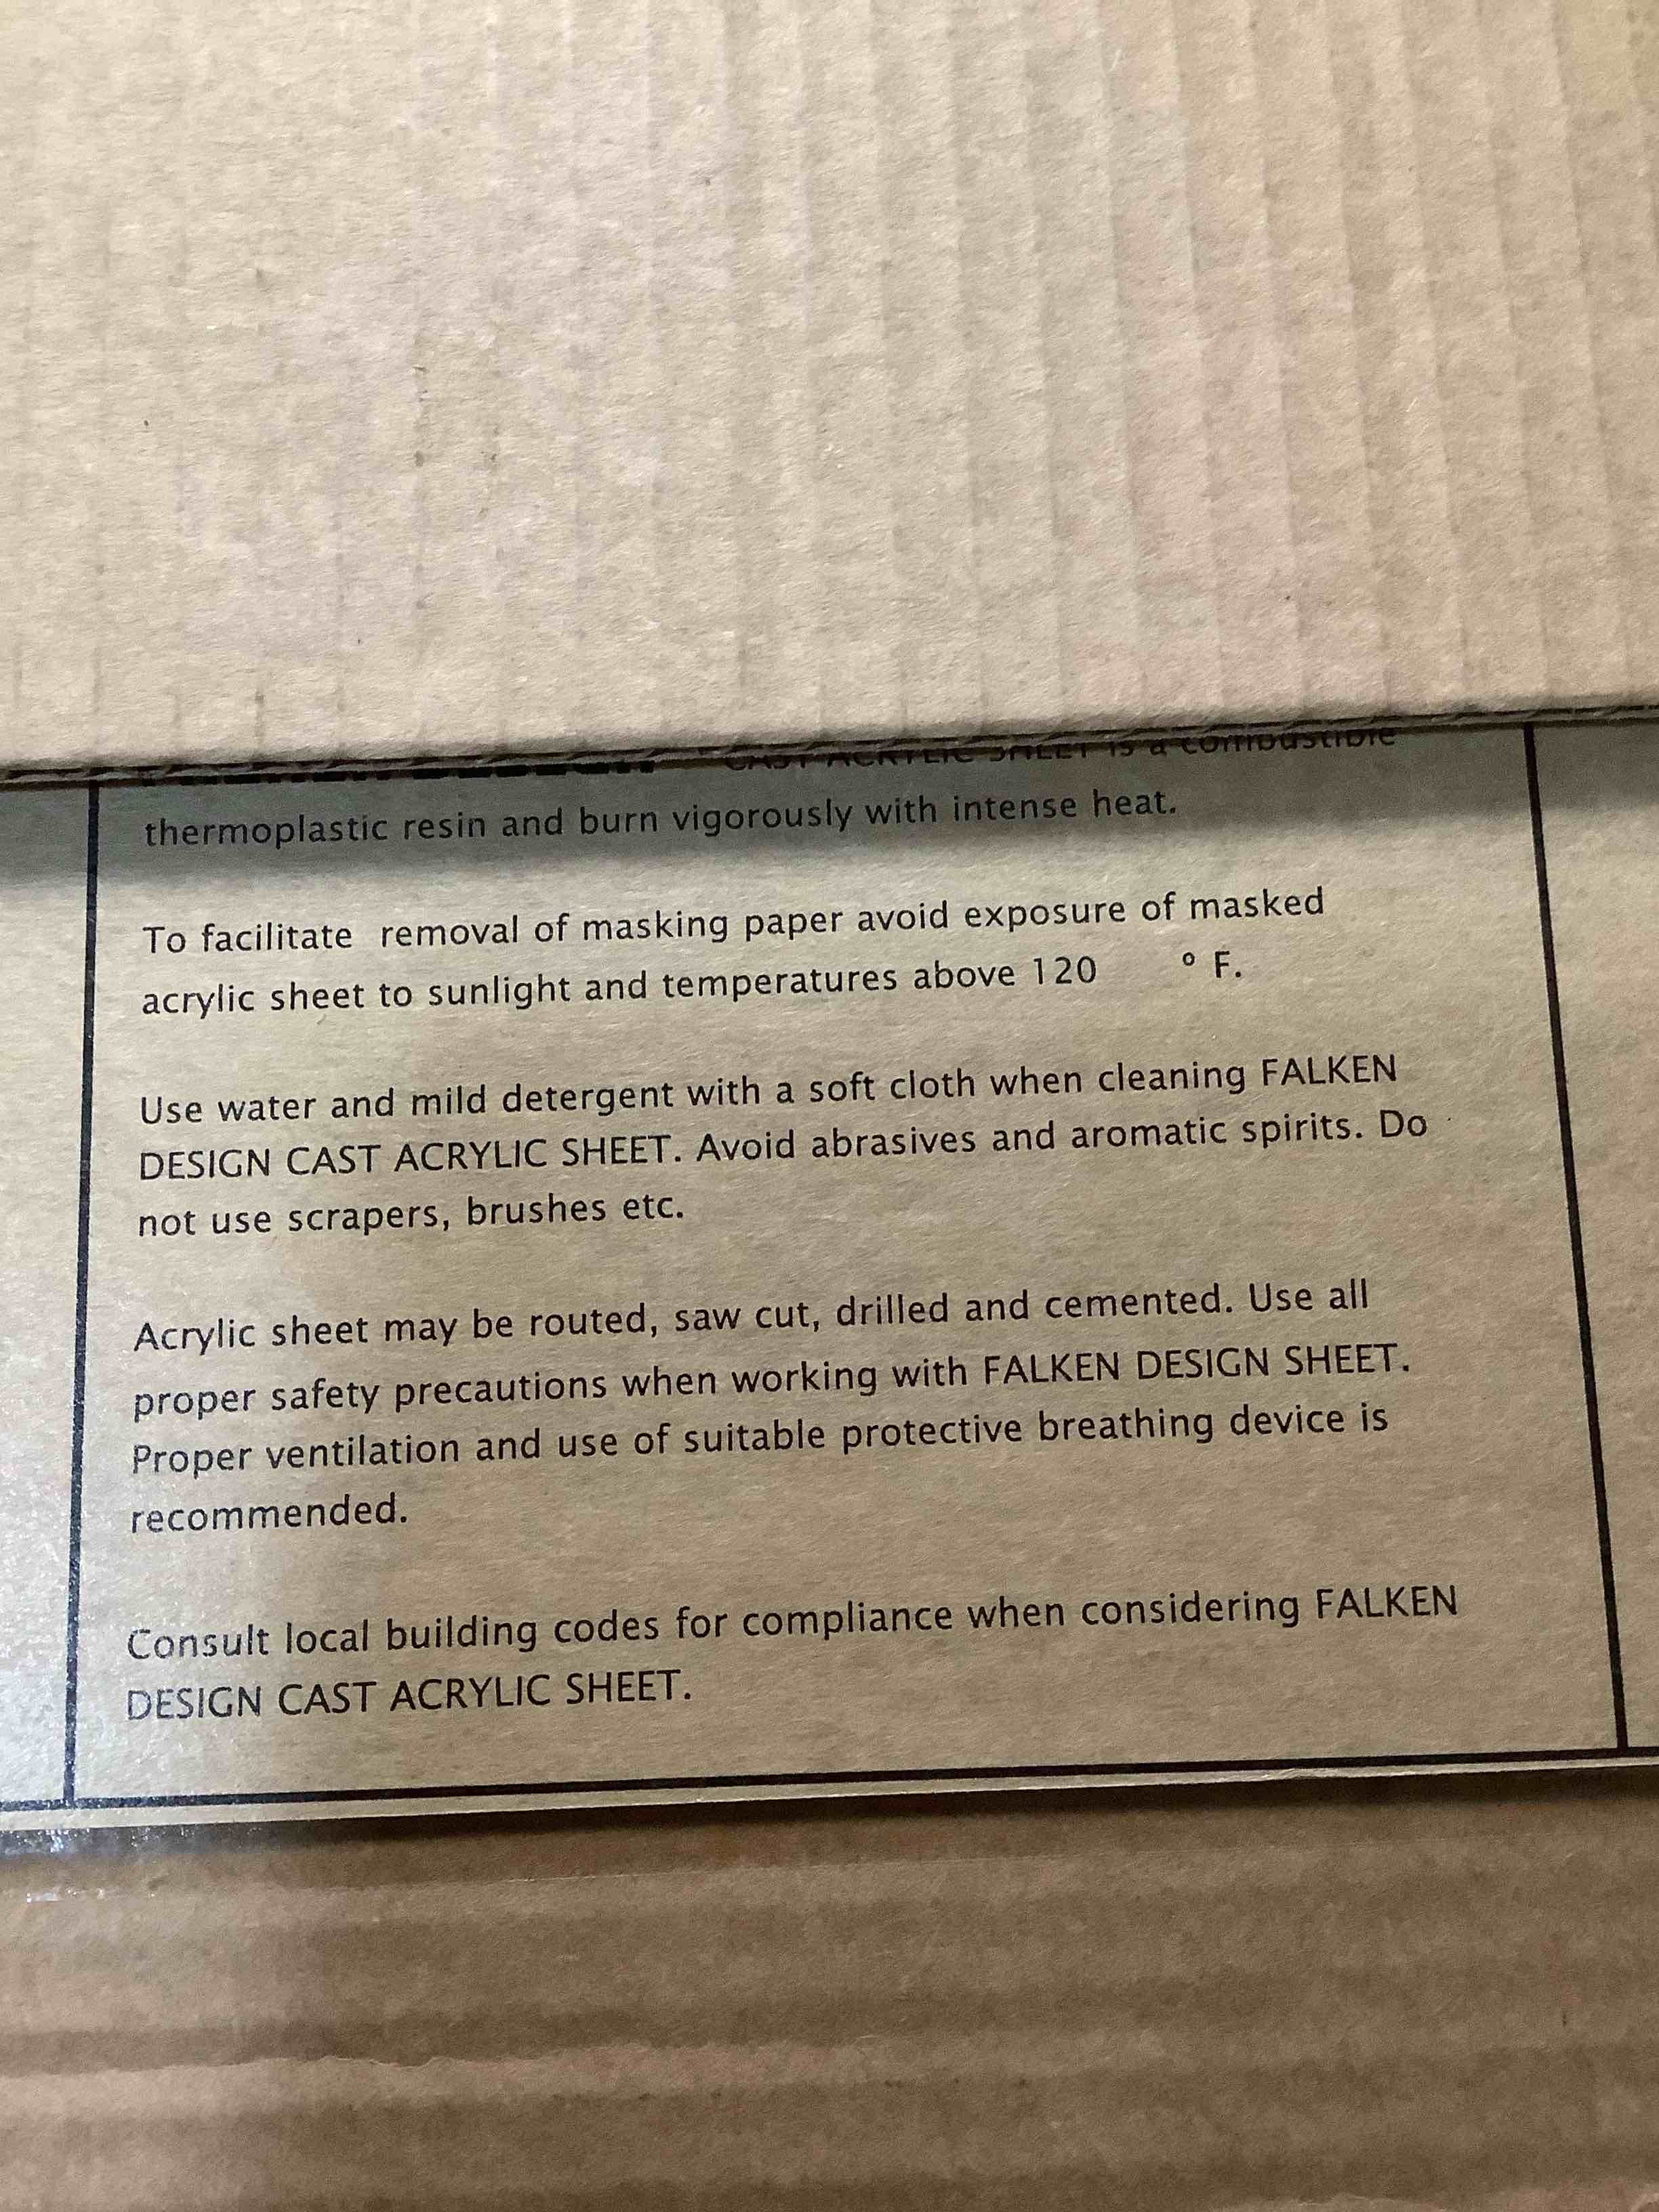 CAST ACRYLIC SHEET is a combustible
thermoplastic resin and burn vigorously with intense heat.
To facilitate removal of masking paper avoid exposure of masked
acrylic sheet to sunlight and temperatures above 120 ° F.
Use water and mild detergent with a soft cloth when cleaning FALKEN
DESIGN CAST ACRYLIC SHEET. Avoid abrasives and aromatic spirits. Do
not use scrapers, brushes etc.
Acrylic sheet may be routed, saw cut, drilled and cemented. Use all
proper safety precautions when working with FALKEN DESIGN SHEET.
Proper ventilation and use of suitable protective breathing device is
recommended.
Consult local building codes for compliance when considering FALKEN
DESIGN CAST ACRYLIC SHEET.